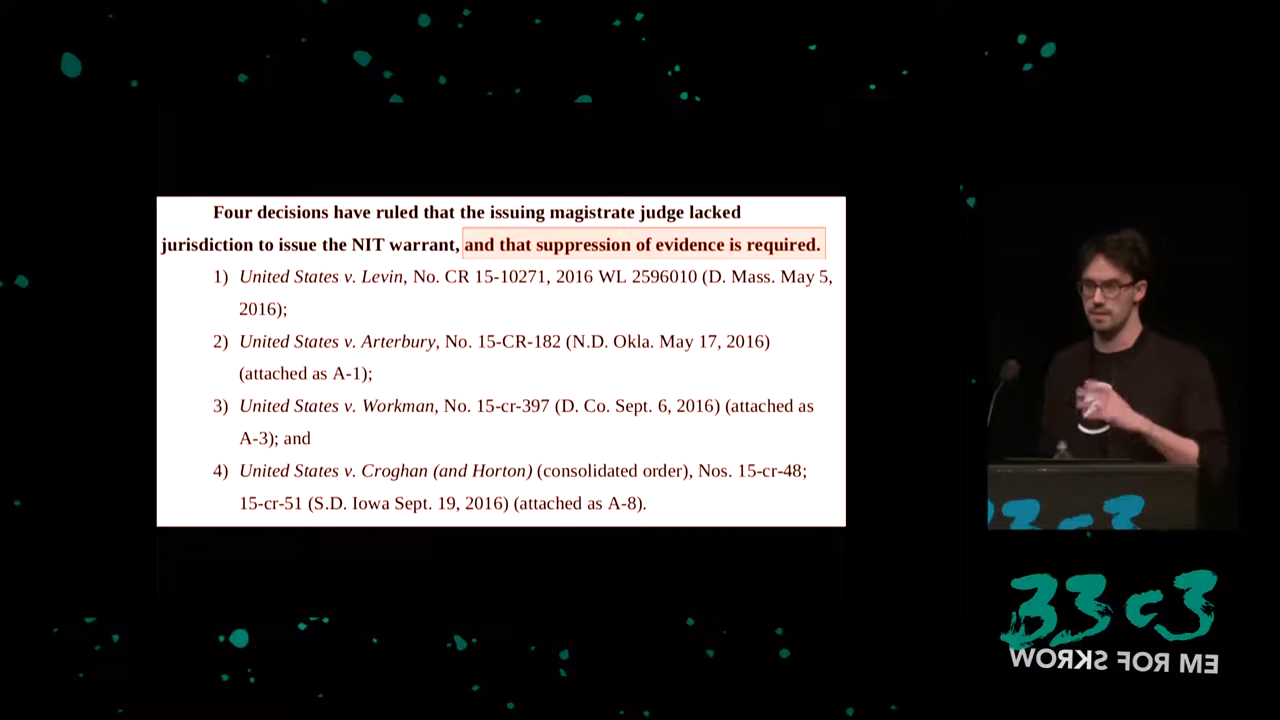 Four decisions have ruled that the issuing magistrate judge lacked
jurisdiction to issue the NIT warrant, and that suppression of evidence is required.
1) United States v. Levin, No. CR 15-10271, 2016 WL 2596010 (D. Mass. May 5,
2016);
2) United States v. Arterbury, No. 15-CR-182 (N.D. Okla. May 17, 2016)
(attached as A-1);
3) United States v. Workman, No. 15-cr-397 (D. Co. Sept. 6, 2016) (attached as
A-3); and
4) United States v. Croghan (and Horton) (consolidated order), Nos. 15-cr-48;
15-cr-51 (S.D. Iowa Sept. 19, 2016) (attached as A-8).
33c3
33c3
WORKS FOR ME